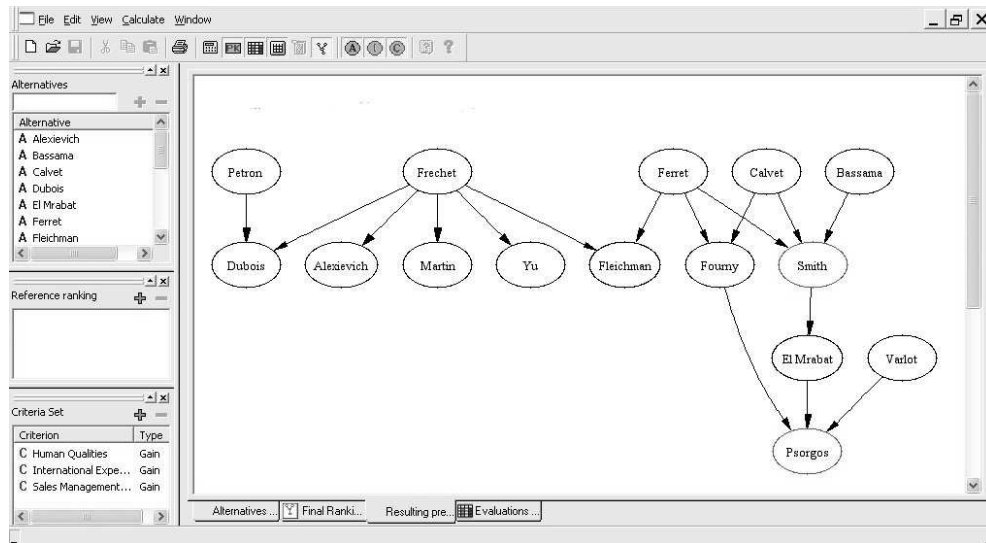 File Edit View Calculate Window
Alternatives
Alternative
A Alexievich
A Bassama
A Calvet
A Dubois
A El Mrabat
A Ferret
A Fleichman
Reference ranking
Criteria Set
Criterion Type
C Human Qualities Gain
C International Expe... Gain
C Sales Management... Gain
Petron Frechet Ferret Calvet Bassama
Dubois Alexievich Martin Yu Fleichman Fourny Smith
El Mrabat Varlot
Psorgos
Alternatives ... Final Ranki... Resulting pre... Evaluations ...